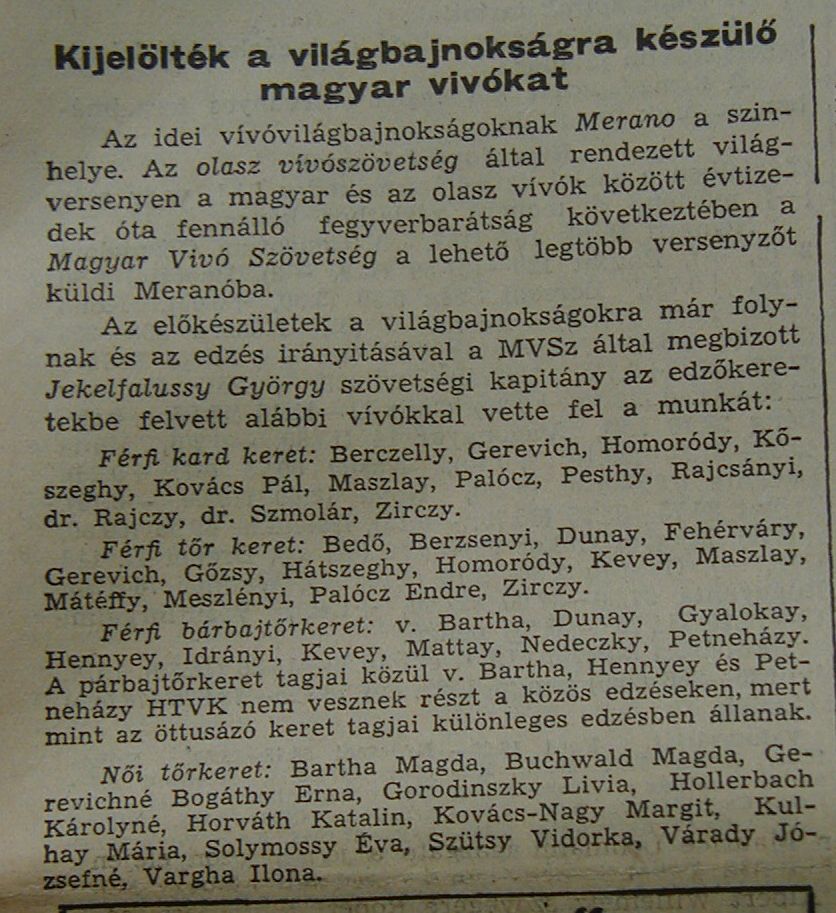 Kijelölték a világbajnokságra készülő
magyar vivókat
Az idei vívóvilágbajnokságoknak Merano a szin-
helye. Az olasz vívószövetség által rendezett világ-
versenyen a magyar és az olasz vívók között évtize-
dek óta fennálló fegyverbarátság következtében a
Magyar Vivó Szövetség a lehető legtöbb versenyzőt
küldi Meranóba.
Az előkészületek a világbajnokságokra már foly-
nak és az edzés irányitásával a MVSz által megbizott
Jekelfalussy György szövetségi kapitány az edzőkere-
tekbe felvett alábbi vívókkal vette fel a munkát:
Férfi kard keret: Berczelly, Gerevich, Homoródy, Kő-
szeghy, Kovács Pál, Maszlay, Palócz, Pesthy, Rajcsányi,
dr. Rajczy, dr. Szmolár, Zirczy.
Férfi tőr keret: Bedő, Berzsenyi, Dunay, Fehérváry,
Gerevich, Gőzsy, Hátszeghy, Homoródy, Kevey, Maszlay,
Mátéffy, Meszlényi, Palócz Endre, Zirczy.
Férfi bárbajtőrkeret: v. Bartha, Dunay, Gyalokay,
Hennyey, Idrányi, Kevey, Mattay, Nedeczky, Petneházy.
A párbajtőrkeret tagjai közül v. Bartha, Hennyey és Pet-
neházy HTVK nem vesznek részt a közös edzéseken, mert
mint az öttusázó keret tagjai különleges edzésben állanak.
Női tőrkeret: Bartha Magda, Buchwald Magda, Ge-
revichné Bogáthy Erna, Gorodinszky Livia, Hollerbach
Károlyné, Horváth Katalin, Kovács-Nagy Margit, Kul-
hay Mária, Solymossy Éva, Szütsy Vidorka, Várady Jó-
zsefné, Vargha Ilona.